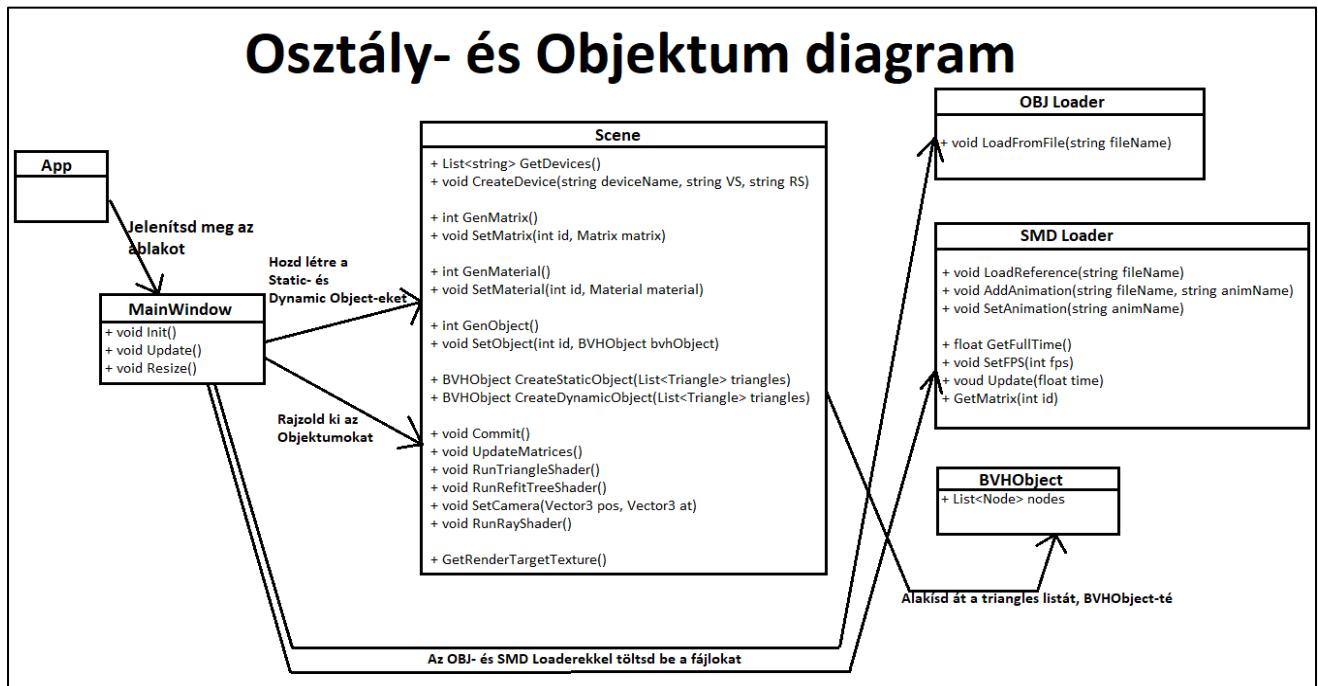 Osztály- és Objektum diagram
App
Jelenítsd meg az
ablakot
MainWindow
+ void Init()
+ void Update()
+ void Resize()
Hozd létre a
Static- és
Dynamic Object-eket
Rajzold ki az
Objektumokat
Scene
+ List<string> GetDevices()
+ void CreateDevice(string deviceName, string VS, string RS)
+ int GenMatrix()
+ void SetMatrix(int id, Matrix matrix)
+ int GenMaterial()
+ void SetMaterial(int id, Material material)
+ int GenObject()
+ void SetObject(int id, BVHObject bvhObject)
+ BVHObject CreateStaticObject(List<Triangle> triangles)
+ BVHObject CreateDynamicObject(List<Triangle> triangles)
+ void Commit()
+ void UpdateMatrices()
+ void RunTriangleShader()
+ void RunRefitTreeShader()
+ void SetCamera(Vector3 pos, Vector3 at)
+ void RunRayShader()
+ GetRenderTargetTexture()
OBJ Loader
+ void LoadFromFile(string fileName)
SMD Loader
+ void LoadReference(string fileName)
+ void AddAnimation(string fileName, string animName)
+ void SetAnimation(string animName)
+ float GetFullTime()
+ void SetFPS(int fps)
+ voud Update(float time)
+ GetMatrix(int id)
BVHObject
+ List<Node> nodes
Alakísd át a triangles listát, BVHObject-té
Az OBJ- és SMD Loaderekkel töltsd be a fájlokat